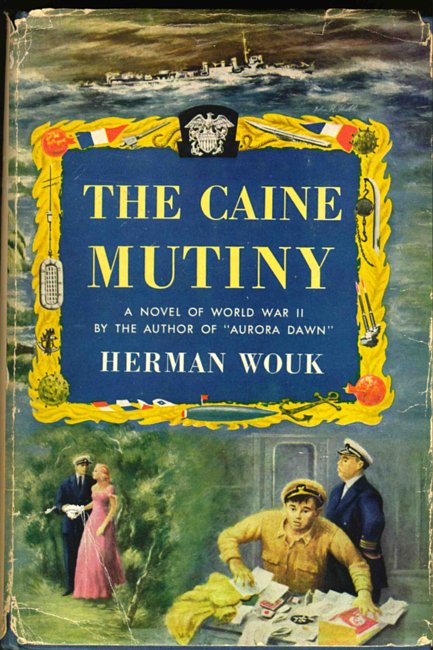 THE CAINE
MUTINY
A NOVEL OF WORLD WAR II
BY THE AUTHOR OF "AURORA DAWN"
HERMAN WOUK